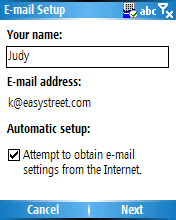 E-mail Setup abc
Your name:
Judy
E-mail address:
k@easystreet.com
Automatic setup:
Attempt to obtain e-mail
settings from the Internet.
Cancel Next